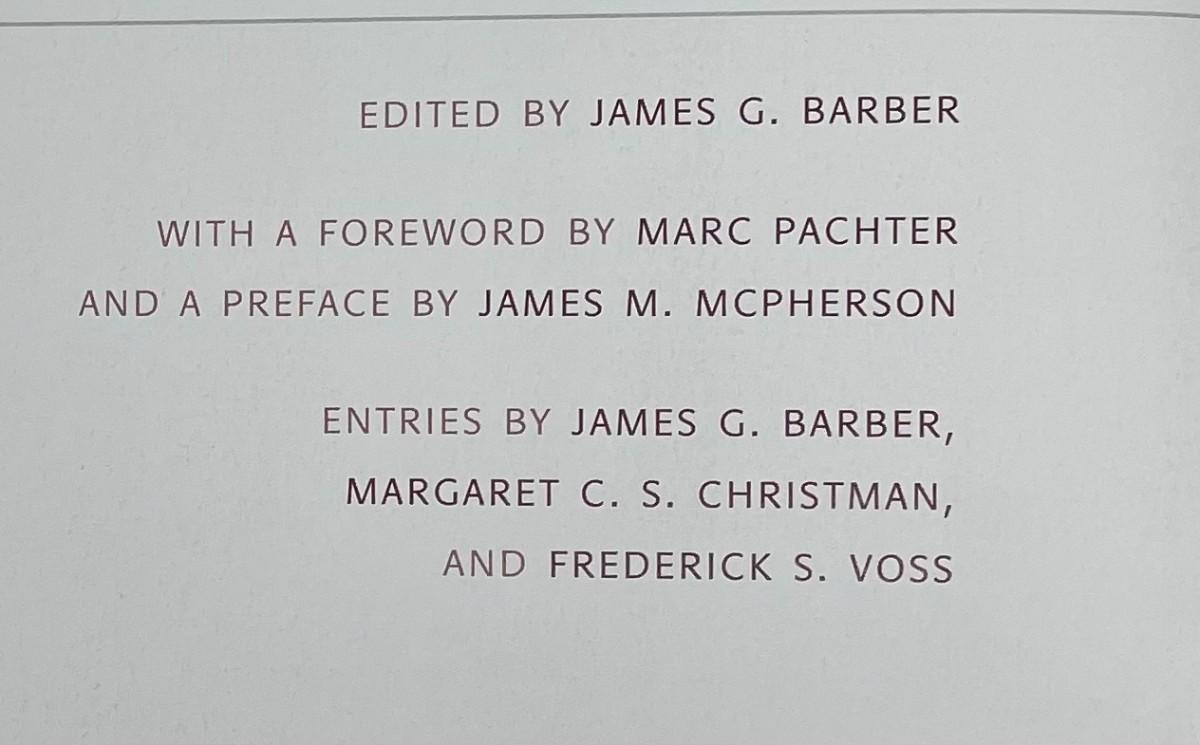 EDITED BY JAMES G. BARBER
WITH A FOREWORD BY MARC PACHTER
AND A PREFACE BY JAMES M. MCPHERSON
ENTRIES BY JAMES G. BARBER,
MARGARET C. S. CHRISTMAN,
AND FREDERICK S. VOSS